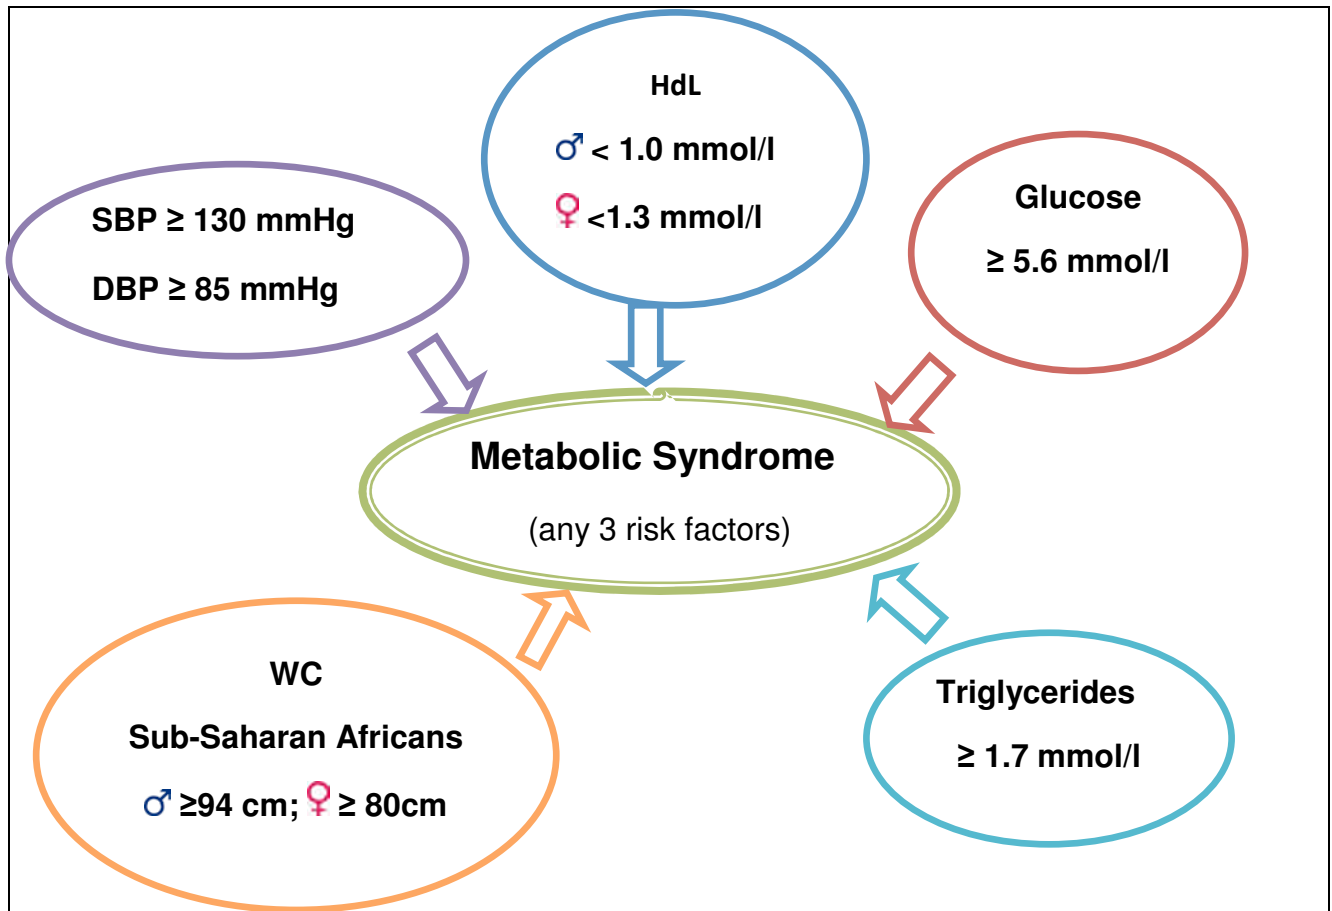 HdL
♂ < 1.0 mmol/l
♀ <1.3 mmol/l
SBP ≥ 130 mmHg
DBP ≥ 85 mmHg
Glucose
≥ 5.6 mmol/l
Metabolic Syndrome
(any 3 risk factors)
WC
Sub-Saharan Africans
♂ ≥94 cm; ♀ ≥ 80cm
Triglycerides
≥ 1.7 mmol/l